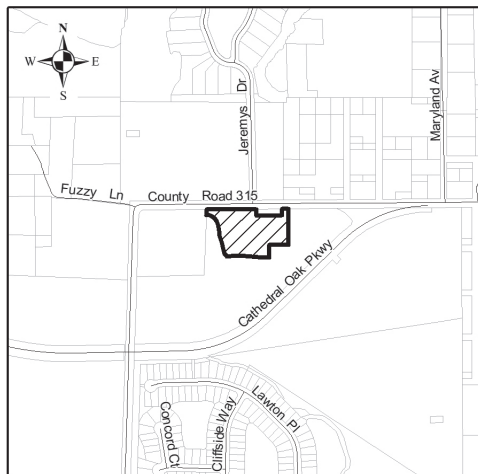 N
W E
S
Jeremys Dr
Maryland Av
Fuzzy Ln
County Road 315
Cathedral Oak Pkwy
Concord Ct
Cliffside Way
Lawton Pl